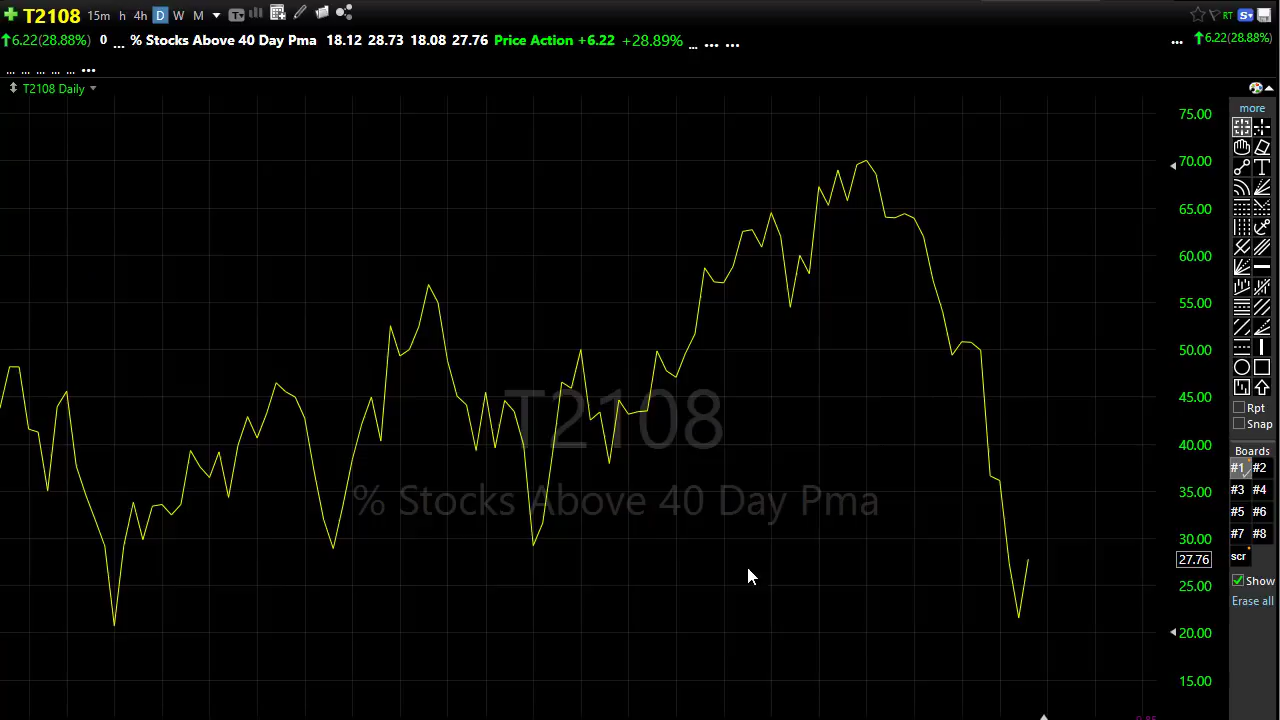 T2108 15m h 4h D W M
RT S
6.22(28.88%) 0 ... % Stocks Above 40 Day Pma 18.12 28.73 18.08 27.76 Price Action +6.22 +28.89% ... ... ... ... 6.22(28.88%)
... ... ... ... ... ...
T2108 Daily
more
75.00
70.00
65.00
60.00
55.00
50.00
45.00
40.00
35.00
30.00
27.76
25.00
20.00
15.00
T2108
% Stocks Above 40 Day Pma
Rpt
Snap
Boards
#1 #2
#3 #4
#5 #6
#7 #8
scr
Show
Erase all